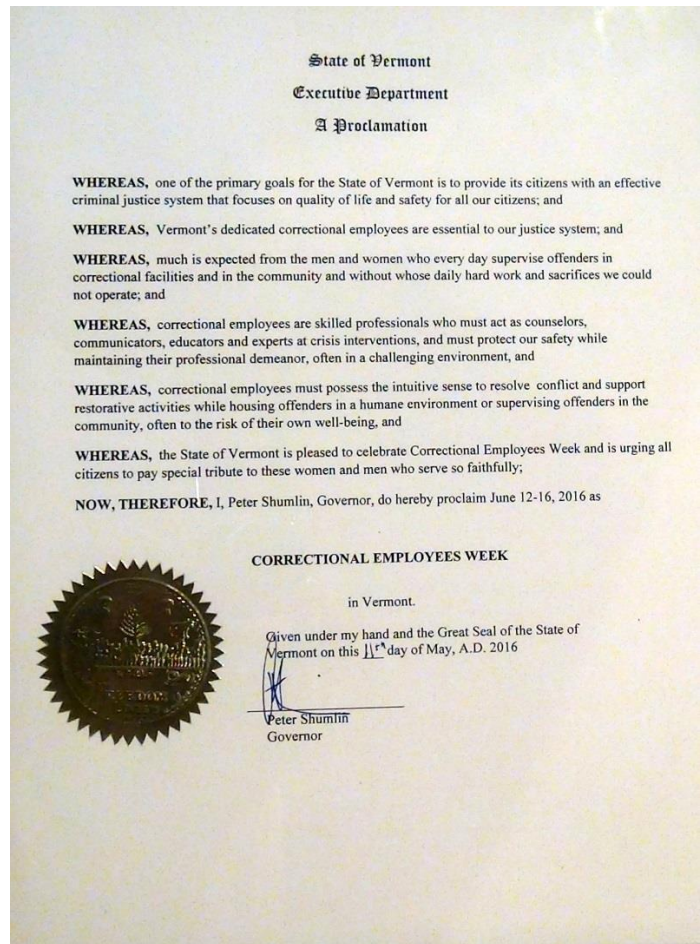 State of Vermont
Executive Department
A Proclamation
WHEREAS, one of the primary goals for the State of Vermont is to provide its citizens with an effective
criminal justice system that focuses on quality of life and safety for all our citizens; and
WHEREAS, Vermont's dedicated correctional employees are essential to our justice system; and
WHEREAS, much is expected from the men and women who every day supervise offenders in
correctional facilities and in the community and without whose daily hard work and sacrifices we could
not operate; and
WHEREAS, correctional employees are skilled professionals who must act as counselors,
communicators, educators and experts at crisis interventions, and must protect our safety while
maintaining their professional demeanor, often in a challenging environment, and
WHEREAS, correctional employees must possess the intuitive sense to resolve conflict and support
restorative activities while housing offenders in a humane environment or supervising offenders in the
community, often to the risk of their own well-being, and
WHEREAS, the State of Vermont is pleased to celebrate Correctional Employees Week and is urging all
citizens to pay special tribute to these women and men who serve so faithfully;
NOW, THEREFORE, I, Peter Shumlin, Governor, do hereby proclaim June 12-16, 2016 as
CORRECTIONAL EMPLOYEES WEEK
in Vermont.
Given under my hand and the Great Seal of the State of
Vermont on this day of May, A.D. 2016
Peter Shumlin
Governor